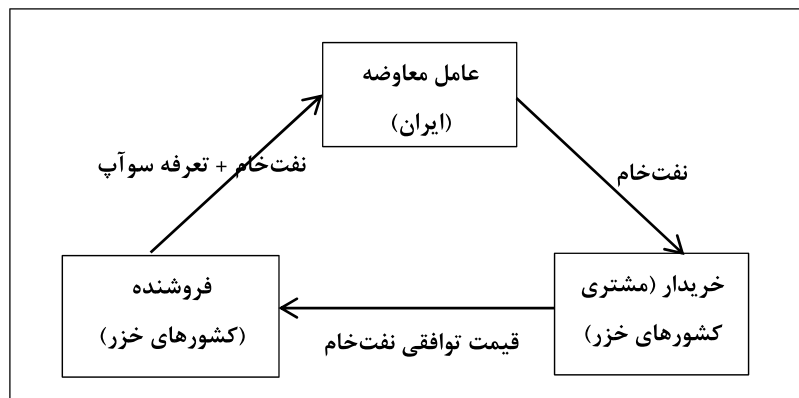 عامل معاوضه
(ایران)
نفت‌خام + تعرفه سوآپ
نفت‌خام
فروشنده
(کشورهای خزر)
خریدار (مشتری
کشورهای خزر)
قیمت توافقی نفت‌خام